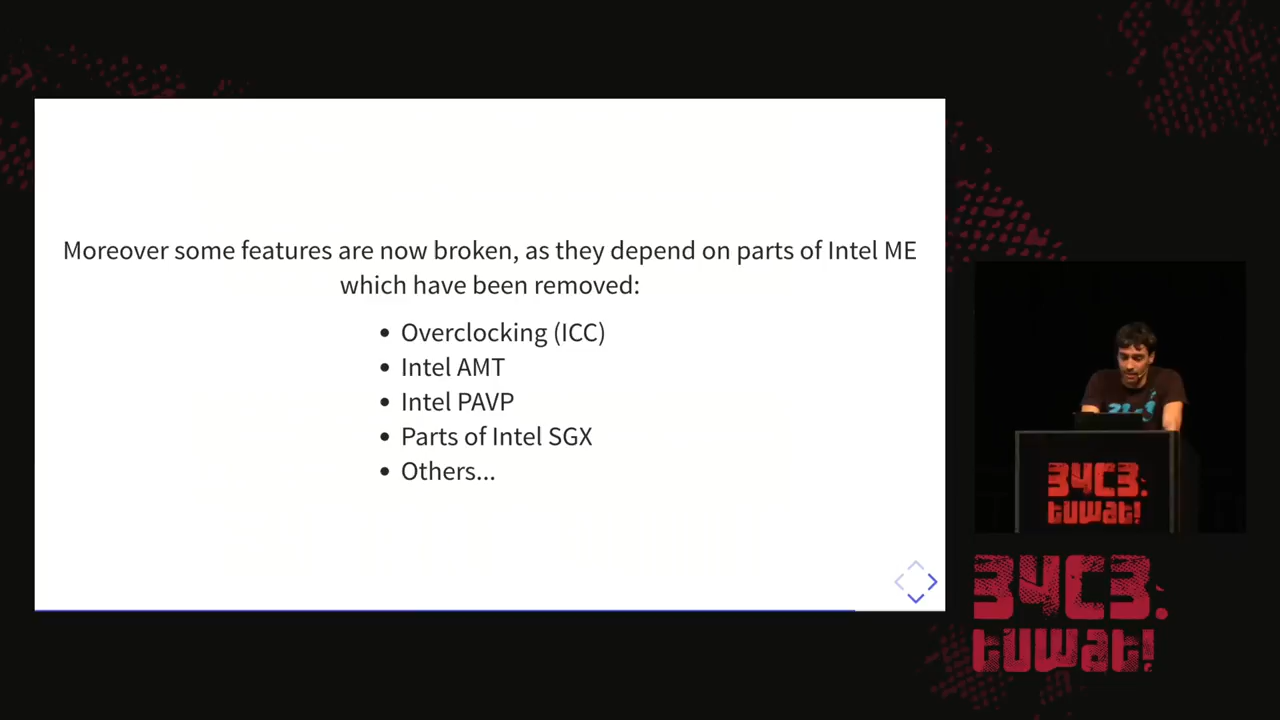 Moreover some features are now broken, as they depend on parts of Intel ME
which have been removed:
• Overclocking (ICC)
• Intel AMT
• Intel PAVP
• Parts of Intel SGX
• Others...
34C3.
tuwat!
34C3.
tuwat!